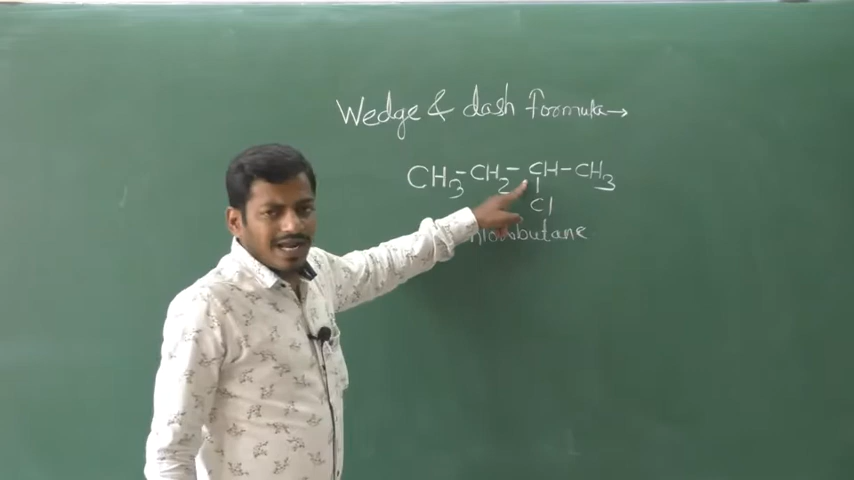 Wedge & dash formula→
CH3-CH2-CH-CH3
Cl